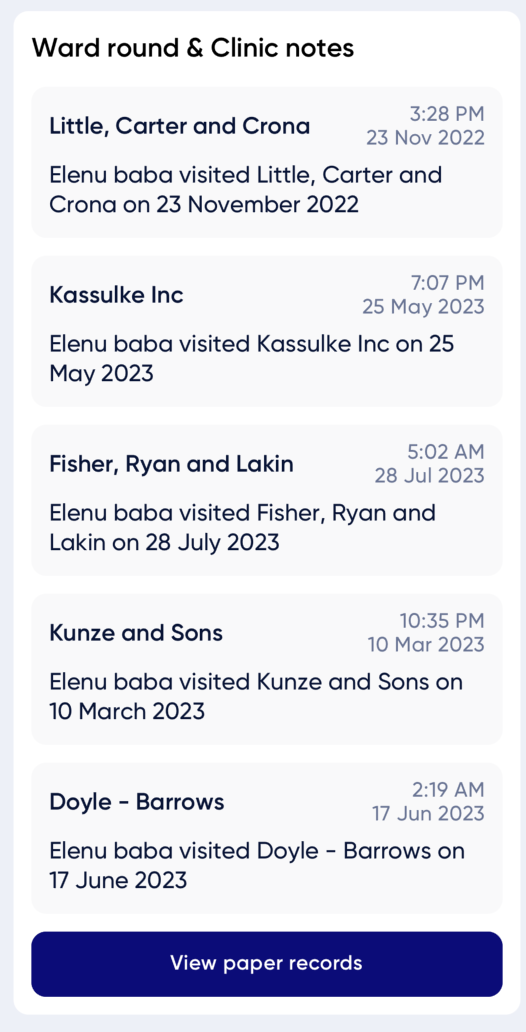 Ward round & Clinic notes
Little, Carter and Crona
3:28 PM
23 Nov 2022
Elenu baba visited Little, Carter and
Crona on 23 November 2022
Kassulke Inc
7:07 PM
25 May 2023
Elenu baba visited Kassulke Inc on 25
May 2023
Fisher, Ryan and Lakin
5:02 AM
28 Jul 2023
Elenu baba visited Fisher, Ryan and
Lakin on 28 July 2023
Kunze and Sons
10:35 PM
10 Mar 2023
Elenu baba visited Kunze and Sons on
10 March 2023
Doyle - Barrows
2:19 AM
17 Jun 2023
Elenu baba visited Doyle - Barrows on
17 June 2023
View paper records